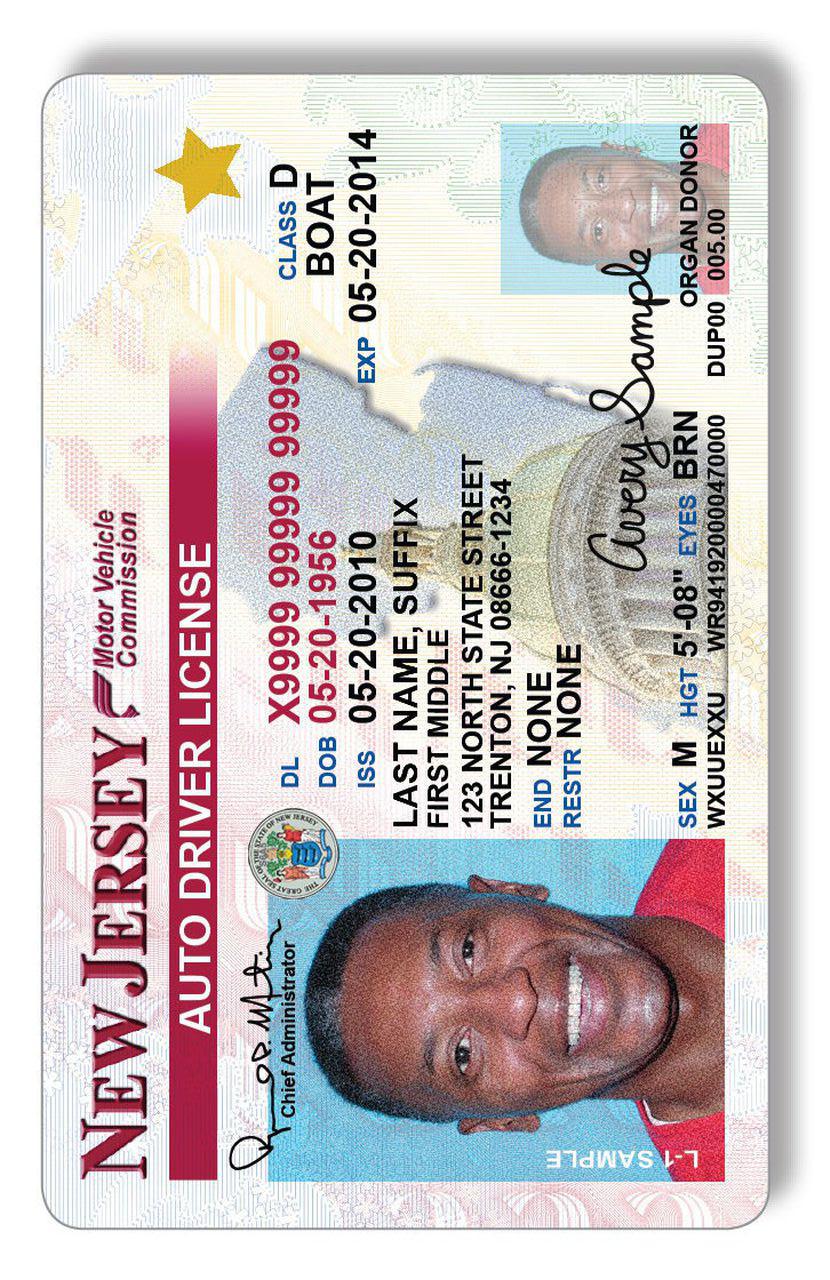 NEW JERSEY Motor Vehicle Commission
AUTO DRIVER LICENSE
DL X9999 99999 99999 CLASS D
DOB 05-20-1956 BOAT
ISS 05-20-2010 EXP 05-20-2014
LAST NAME, SUFFIX
FIRST MIDDLE
123 NORTH STATE STREET
TRENTON, NJ 08666-1234
END NONE
RESTR NONE
Avery Sample
SEX M HGT 5'-08" EYES BRN ORGAN DONOR
WXUUEXXU WR941920000470000 DUP00 005.00
Chief Administrator
THE GREAT SEAL OF THE STATE OF NEW JERSEY
L-1 SAMPLE